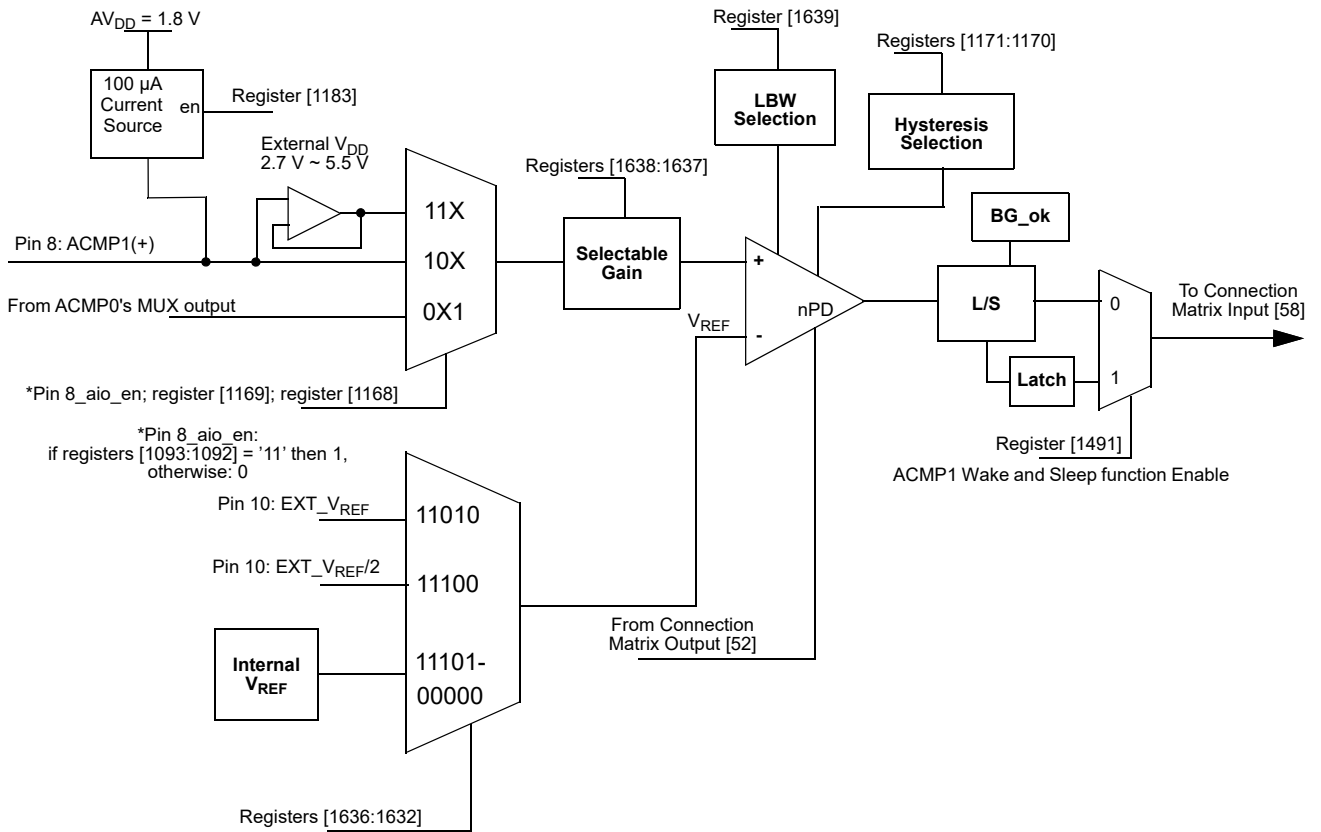 AVDD = 1.8 V
100 µA
Current
Source
en
Register [1183]
External VDD
2.7 V ~ 5.5 V
Pin 8: ACMP1(+)
From ACMP0's MUX output
11X
10X
0X1
*Pin 8_aio_en; register [1169]; register [1168]
*Pin 8_aio_en:
if registers [1093:1092] = '11' then 1,
otherwise: 0
Registers [1638:1637]
Selectable
Gain
Register [1639]
LBW
Selection
Registers [1171:1170]
Hysteresis
Selection
+
-
nPD
VREF
BG_ok
L/S
Latch
0
1
To Connection
Matrix Input [58]
Register [1491]
ACMP1 Wake and Sleep function Enable
Pin 10: EXT_VREF
Pin 10: EXT_VREF/2
Internal
VREF
11010
11100
11101-
00000
From Connection
Matrix Output [52]
Registers [1636:1632]